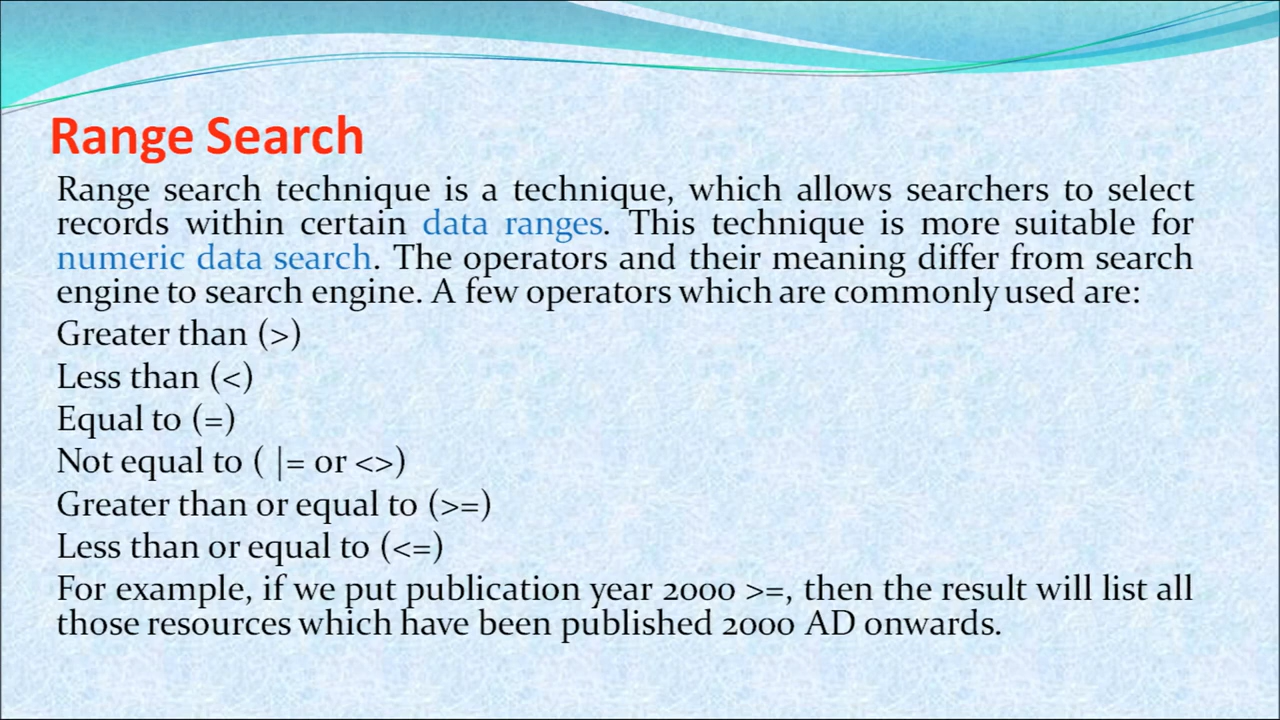 Range Search
Range search technique is a technique, which allows searchers to select
records within certain data ranges. This technique is more suitable for
numeric data search. The operators and their meaning differ from search
engine to search engine. A few operators which are commonly used are:
Greater than (>)
Less than (<)
Equal to (=)
Not equal to ( |= or <>)
Greater than or equal to (>=)
Less than or equal to (<=)
For example, if we put publication year 2000 >=, then the result will list all
those resources which have been published 2000 AD onwards.